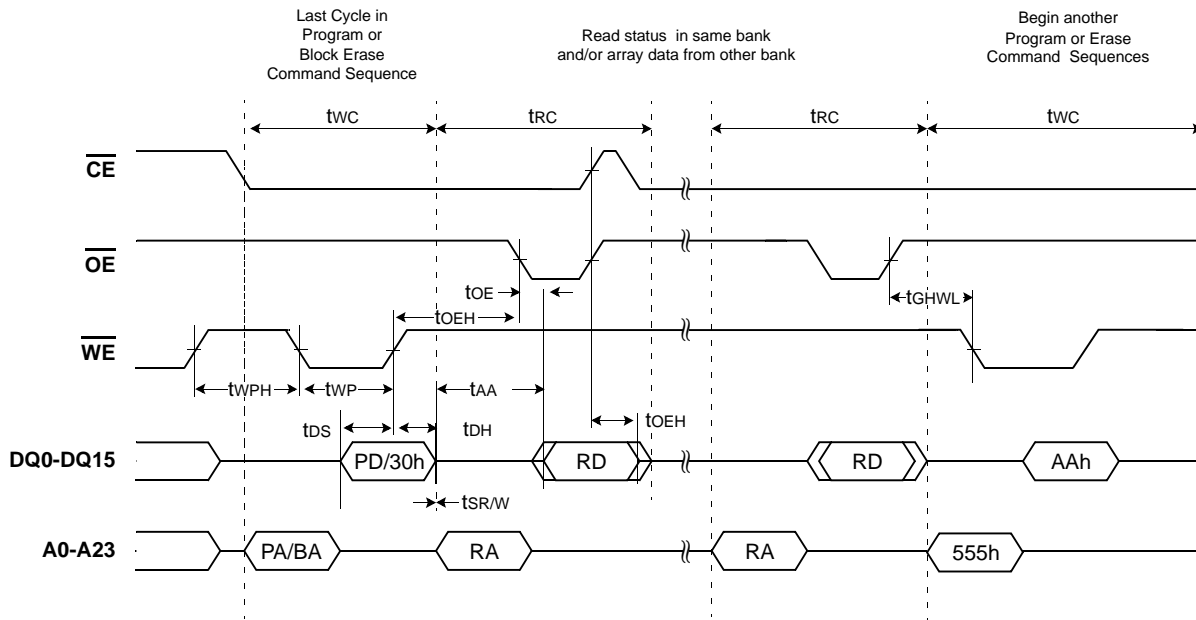 Last Cycle in
Program or
Block Erase
Command Sequence
Read status in same bank
and/or array data from other bank
Begin another
Program or Erase
Command Sequences
tWC
tRC
tRC
tWC
CE
OE
tOE
tOEH
tGHWL
WE
tWPH
tWP
tAA
tDS
tDH
tOEH
DQ0-DQ15
PD/30h
RD
RD
AAh
tSR/W
A0-A23
PA/BA
RA
RA
555h